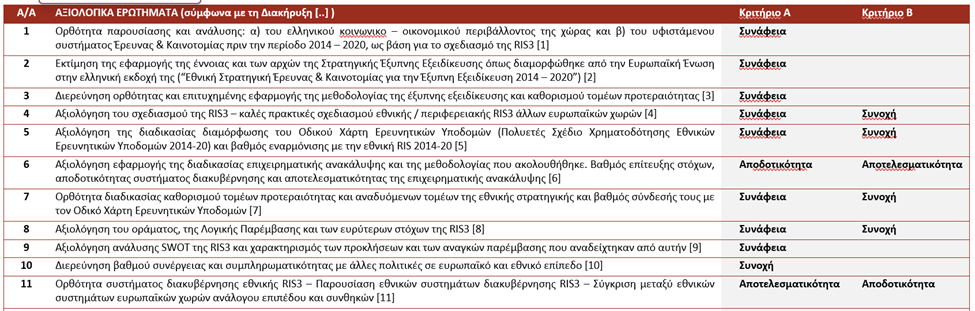 Α/Α ΑΞΙΟΛΟΓΙΚΑ ΕΡΩΤΗΜΑΤΑ (σύμφωνα με τη Διακήρυξη [..] ) Κριτήριο Α Κριτήριο Β
1 Ορθότητα παρουσίασης και ανάλυσης: α) του ελληνικού κοινωνικο – οικονομικού περιβάλλοντος της χώρας και β) του υφιστάμενου Συνάφεια
συστήματος Έρευνας & Καινοτομίας πριν την περίοδο 2014 – 2020, ως βάση για το σχεδιασμό της RIS3 [1]
2 Εκτίμηση της εφαρμογής της έννοιας και των αρχών της Στρατηγικής Έξυπνης Εξειδίκευσης όπως διαμορφώθηκε από την Ευρωπαϊκή Ένωση Συνάφεια
στην ελληνική εκδοχή της (“Εθνική Στρατηγική Έρευνας & Καινοτομίας για την Έξυπνη Εξειδίκευση 2014 – 2020”) [2]
3 Διερεύνηση ορθότητας και επιτυχημένης εφαρμογής της μεθοδολογίας της έξυπνης εξειδίκευσης και καθορισμού τομέων προτεραιότητας [3] Συνάφεια
4 Αξιολόγηση του σχεδιασμού της RIS3 – καλές πρακτικές σχεδιασμού εθνικής / περιφερειακής RIS3 άλλων ευρωπαϊκών χωρών [4] Συνάφεια Συνοχή
5 Αξιολόγηση της διαδικασίας διαμόρφωσης του Οδικού Χάρτη Ερευνητικών Υποδομών (Πολυετές Σχέδιο Χρηματοδότησης Εθνικών Συνάφεια Συνοχή
Ερευνητικών Υποδομών 2014-20) και βαθμός εναρμόνισης με την εθνική RIS 2014-20 [5]
6 Αξιολόγηση εφαρμογής της διαδικασία επιχειρηματικής ανακάλυψης και της μεθοδολογίας που ακολουθήθηκε. Βαθμός επίτευξης στόχων, Αποδοτικότητα Αποτελεσματικότητα
αποδοτικότητας συστήματος διακυβέρνησης και αποτελεσματικότητα της επιχειρηματικής ανακάλυψης [6]
7 Ορθότητα διαδικασίας καθορισμού τομέων προτεραιότητας και αναδυόμενων τομέων της εθνικής στρατηγικής και βαθμός σύνδεσής τους με Συνάφεια Συνοχή
τον Οδικό Χάρτη Ερευνητικών Υποδομών [7]
8 Αξιολόγηση του οράματος, της Λογικής Παρέμβασης και των ευρύτερων στόχων της RIS3 [8] Συνάφεια Συνοχή
9 Αξιολόγηση ανάλυσης SWOT της RIS3 και χαρακτηρισμός των προκλήσεων και των αναγκών παρέμβασης που αναδείχτηκαν από αυτήν [9] Συνάφεια
10 Διερεύνηση βαθμού συνέργειας και συμπληρωματικότητας με άλλες πολιτικές σε ευρωπαϊκό και εθνικό επίπεδο [10] Συνοχή
11 Ορθότητα συστήματος διακυβέρνησης εθνικής RIS3 – Παρουσίαση εθνικών συστημάτων διακυβέρνησης RIS3 – Σύγκριση μεταξύ εθνικών Αποτελεσματικότητα Αποδοτικότητα
συστημάτων ευρωπαϊκών χωρών ανάλογου επιπέδου και συνθηκών [11]